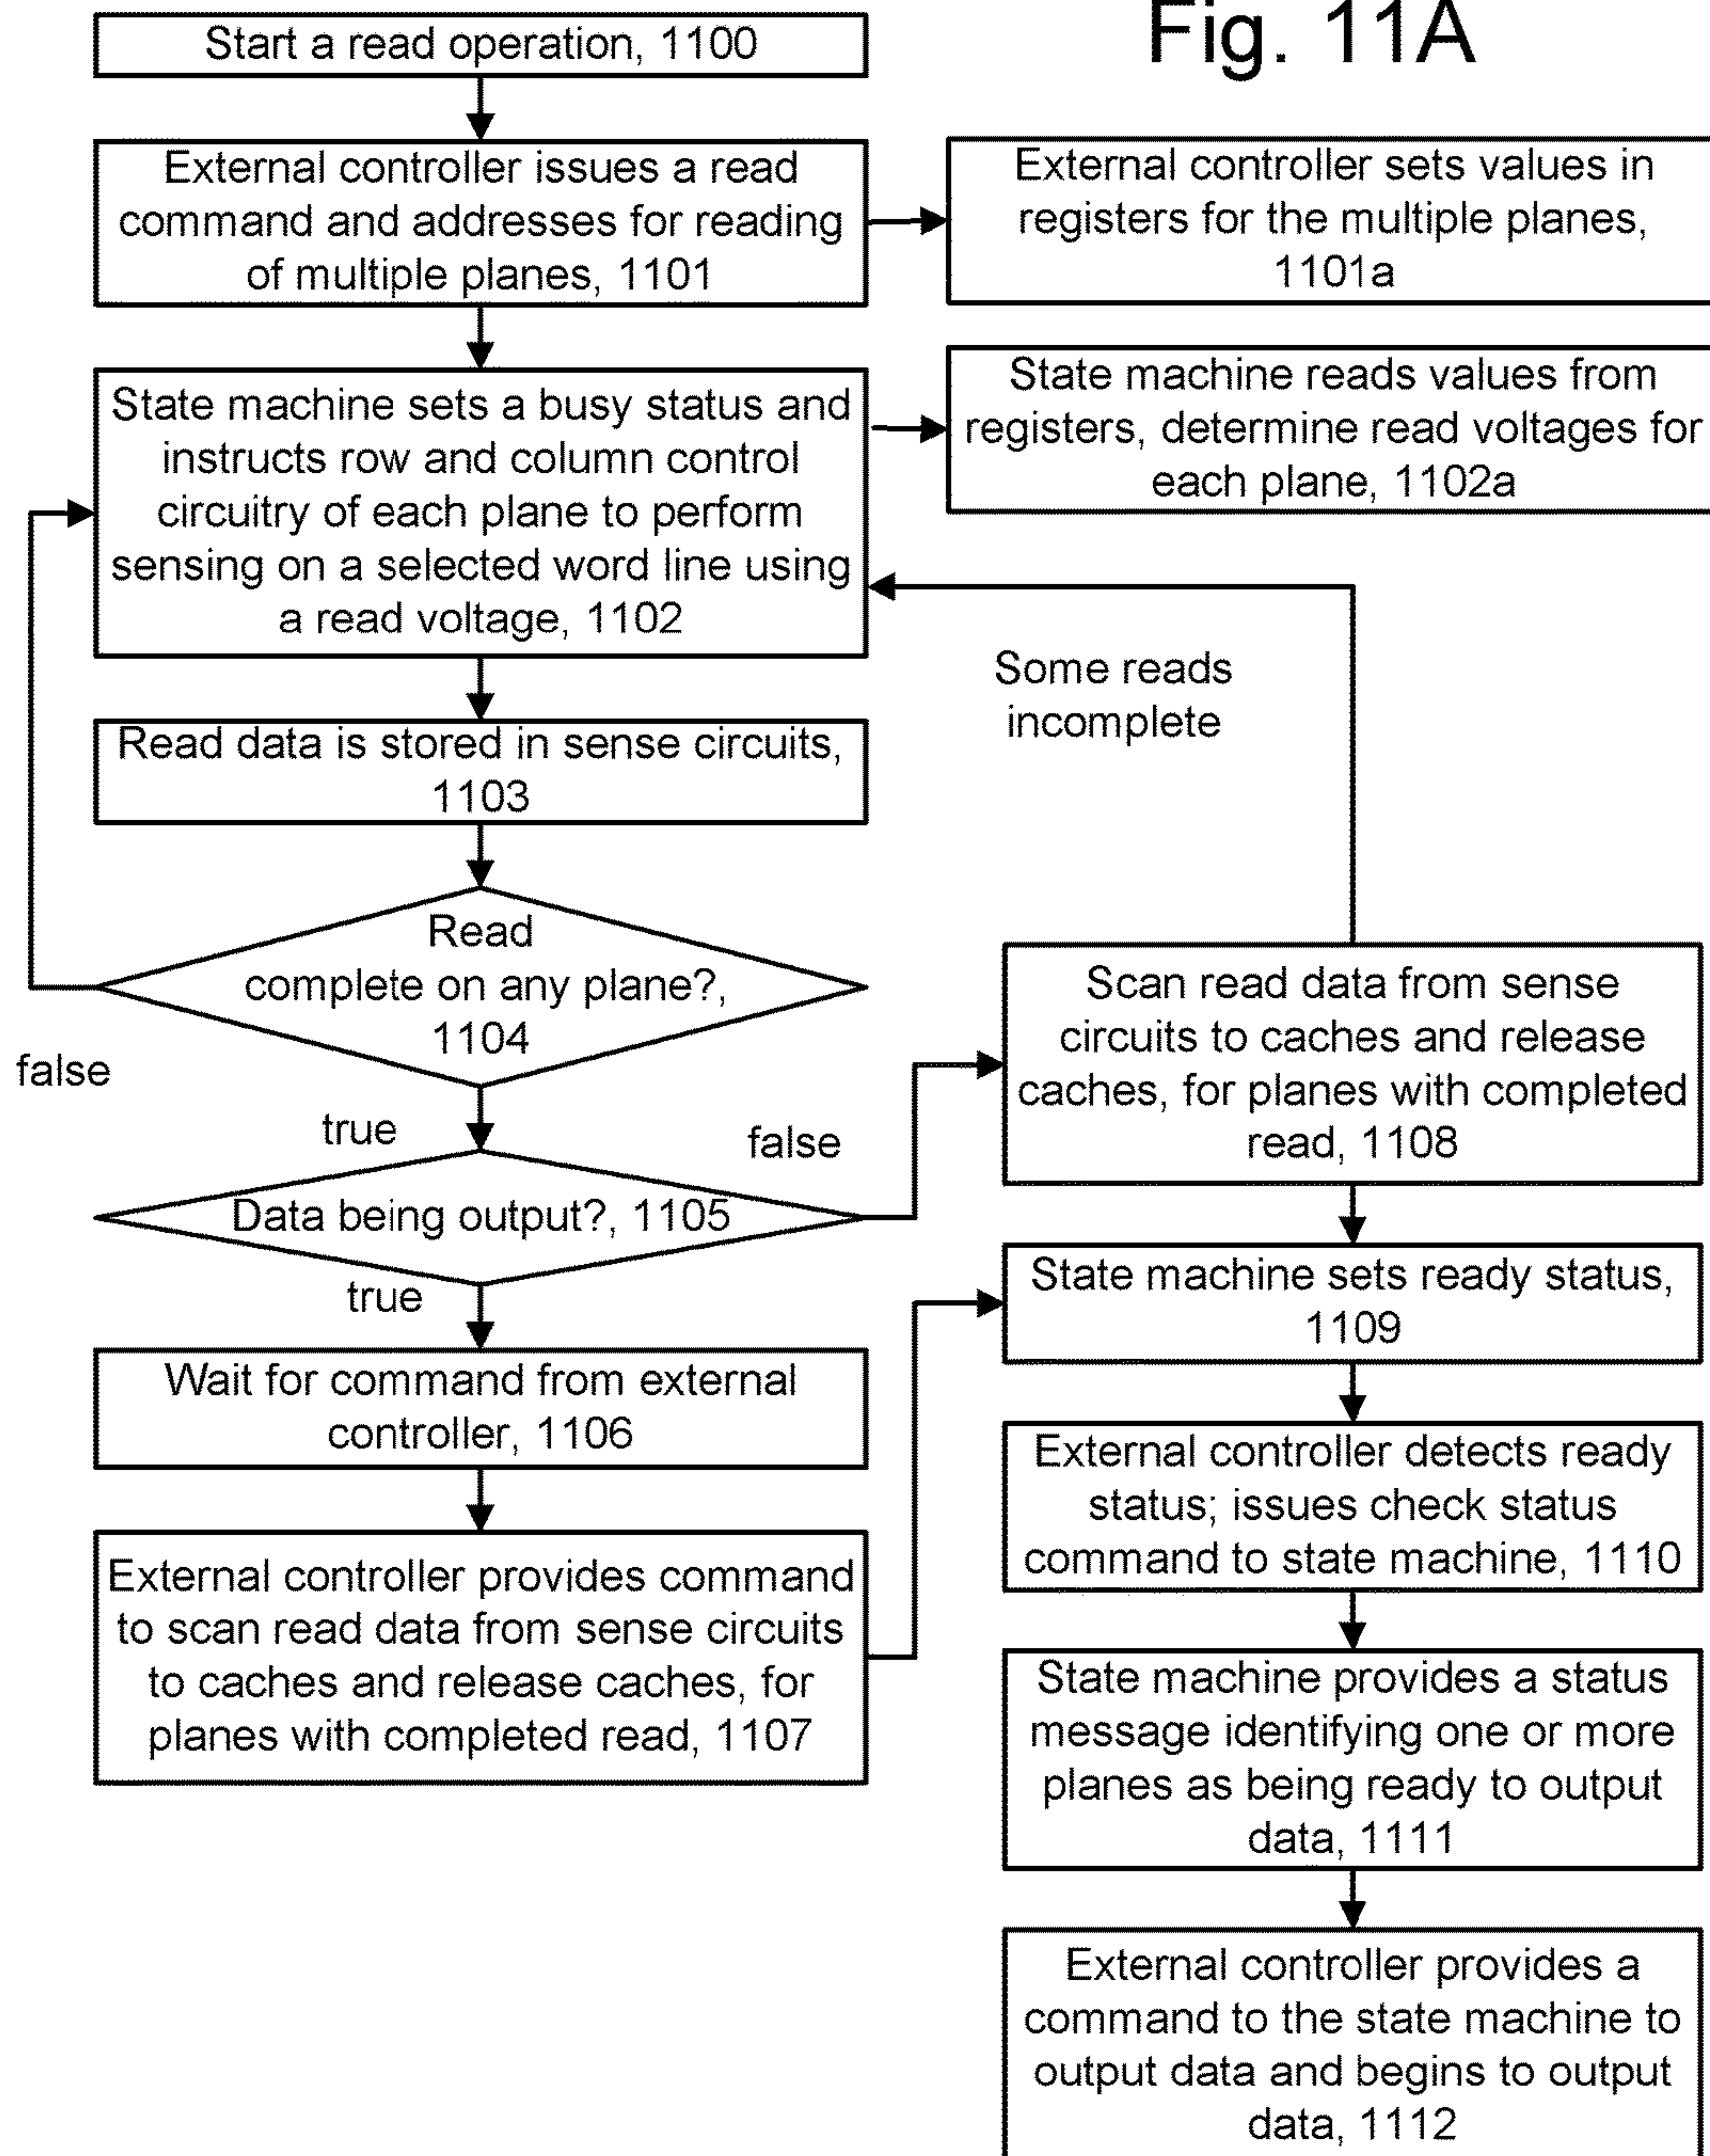 Fig. 11A
Start a read operation, 1100
External controller issues a read
command and addresses for reading
of multiple planes, 1101
External controller sets values in
registers for the multiple planes,
1101a
State machine sets a busy status and
instructs row and column control
circuitry of each plane to perform
sensing on a selected word line using
a read voltage, 1102
State machine reads values from
registers, determine read voltages for
each plane, 1102a
Some reads
incomplete
Read data is stored in sense circuits,
1103
Read
complete on any plane?,
1104
false
true
false
Data being output?, 1105
true
Wait for command from external
controller, 1106
External controller provides command
to scan read data from sense circuits
to caches and release caches, for
planes with completed read, 1107
Scan read data from sense
circuits to caches and release
caches, for planes with completed
read, 1108
State machine sets ready status,
1109
External controller detects ready
status; issues check status
command to state machine, 1110
State machine provides a status
message identifying one or more
planes as being ready to output
data, 1111
External controller provides a
command to the state machine to
output data and begins to output
data, 1112